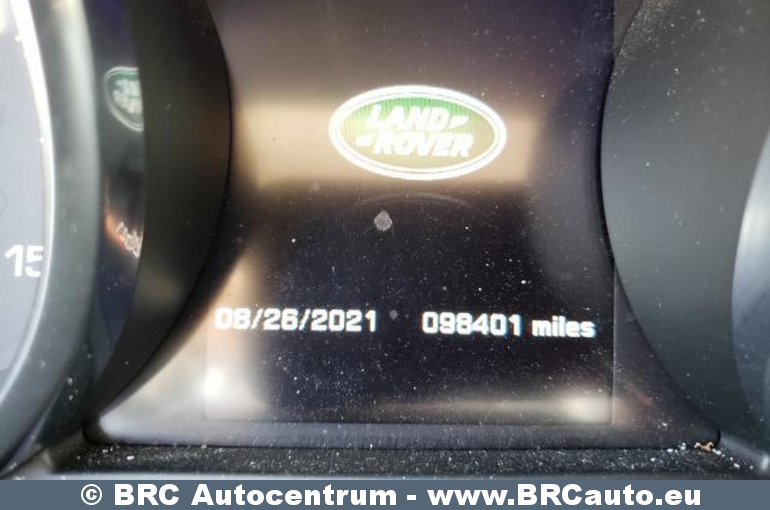 LAND
ROVER
15
08/26/2021 098401 miles
© BRC Autocentrum - www.BRCauto.eu